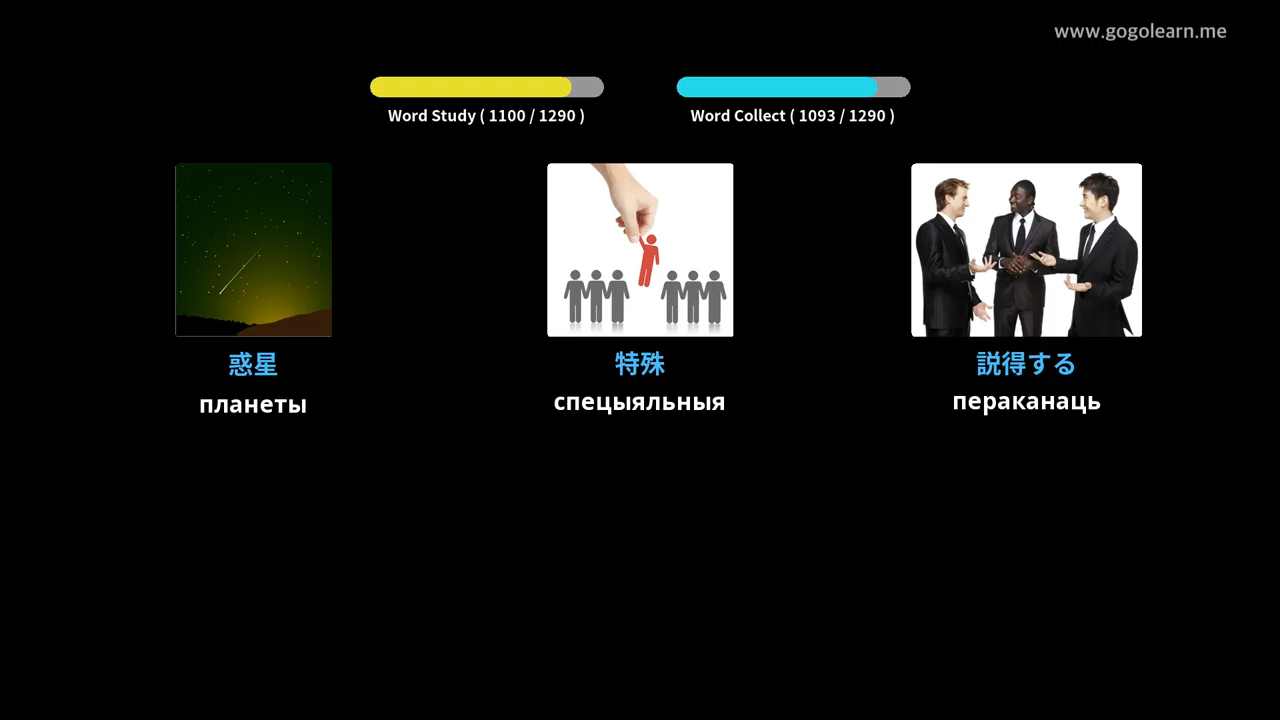 www.gogolearn.me
Word Study ( 1100 / 1290 )
Word Collect ( 1093 / 1290 )
惑星
特殊
説得する
планеты
спецыяльныя
пераканаць